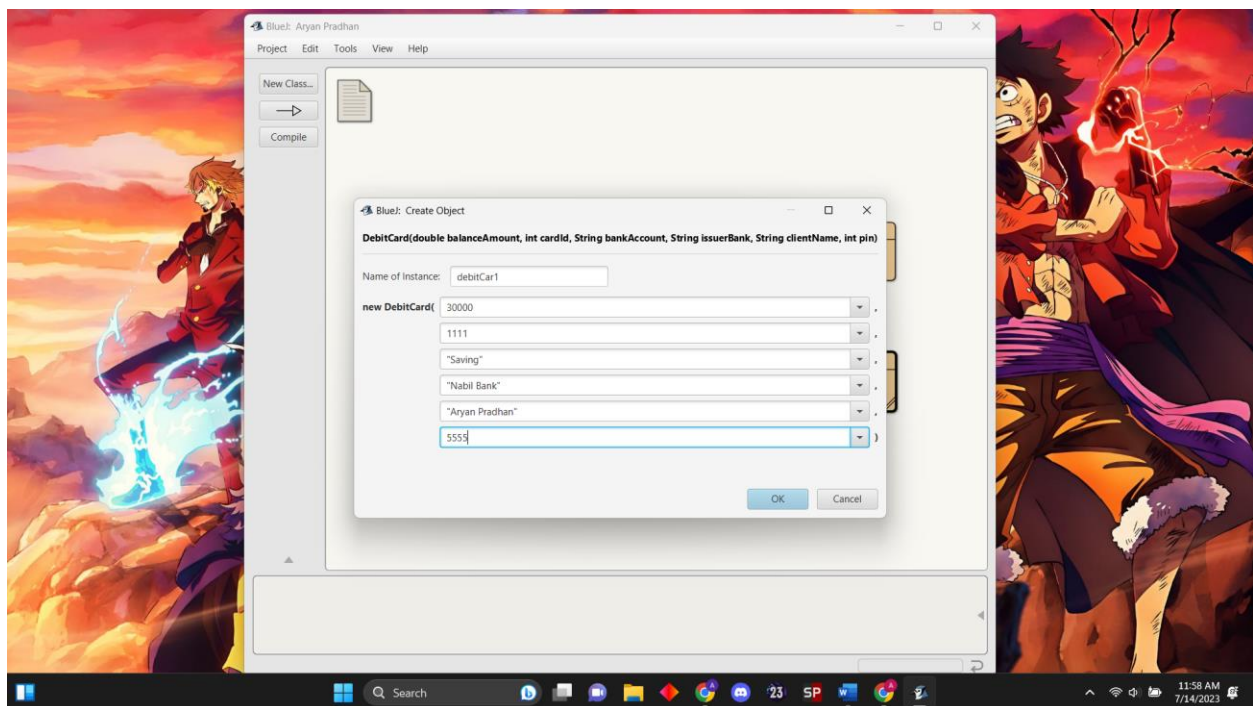 BlueJ: Aryan Pradhan
Project Edit Tools View Help
New Class...
Compile
BlueJ: Create Object
DebitCard(double balanceAmount, int cardId, String bankAccount, String issuerBank, String clientName, int pin)
Name of Instance: debitCar1
new DebitCard( 30000 ,
1111 ,
"Saving" ,
"Nabil Bank" ,
"Aryan Pradhan" ,
5555 )
OK Cancel
Search
23 SP
11:58 AM
7/14/2023